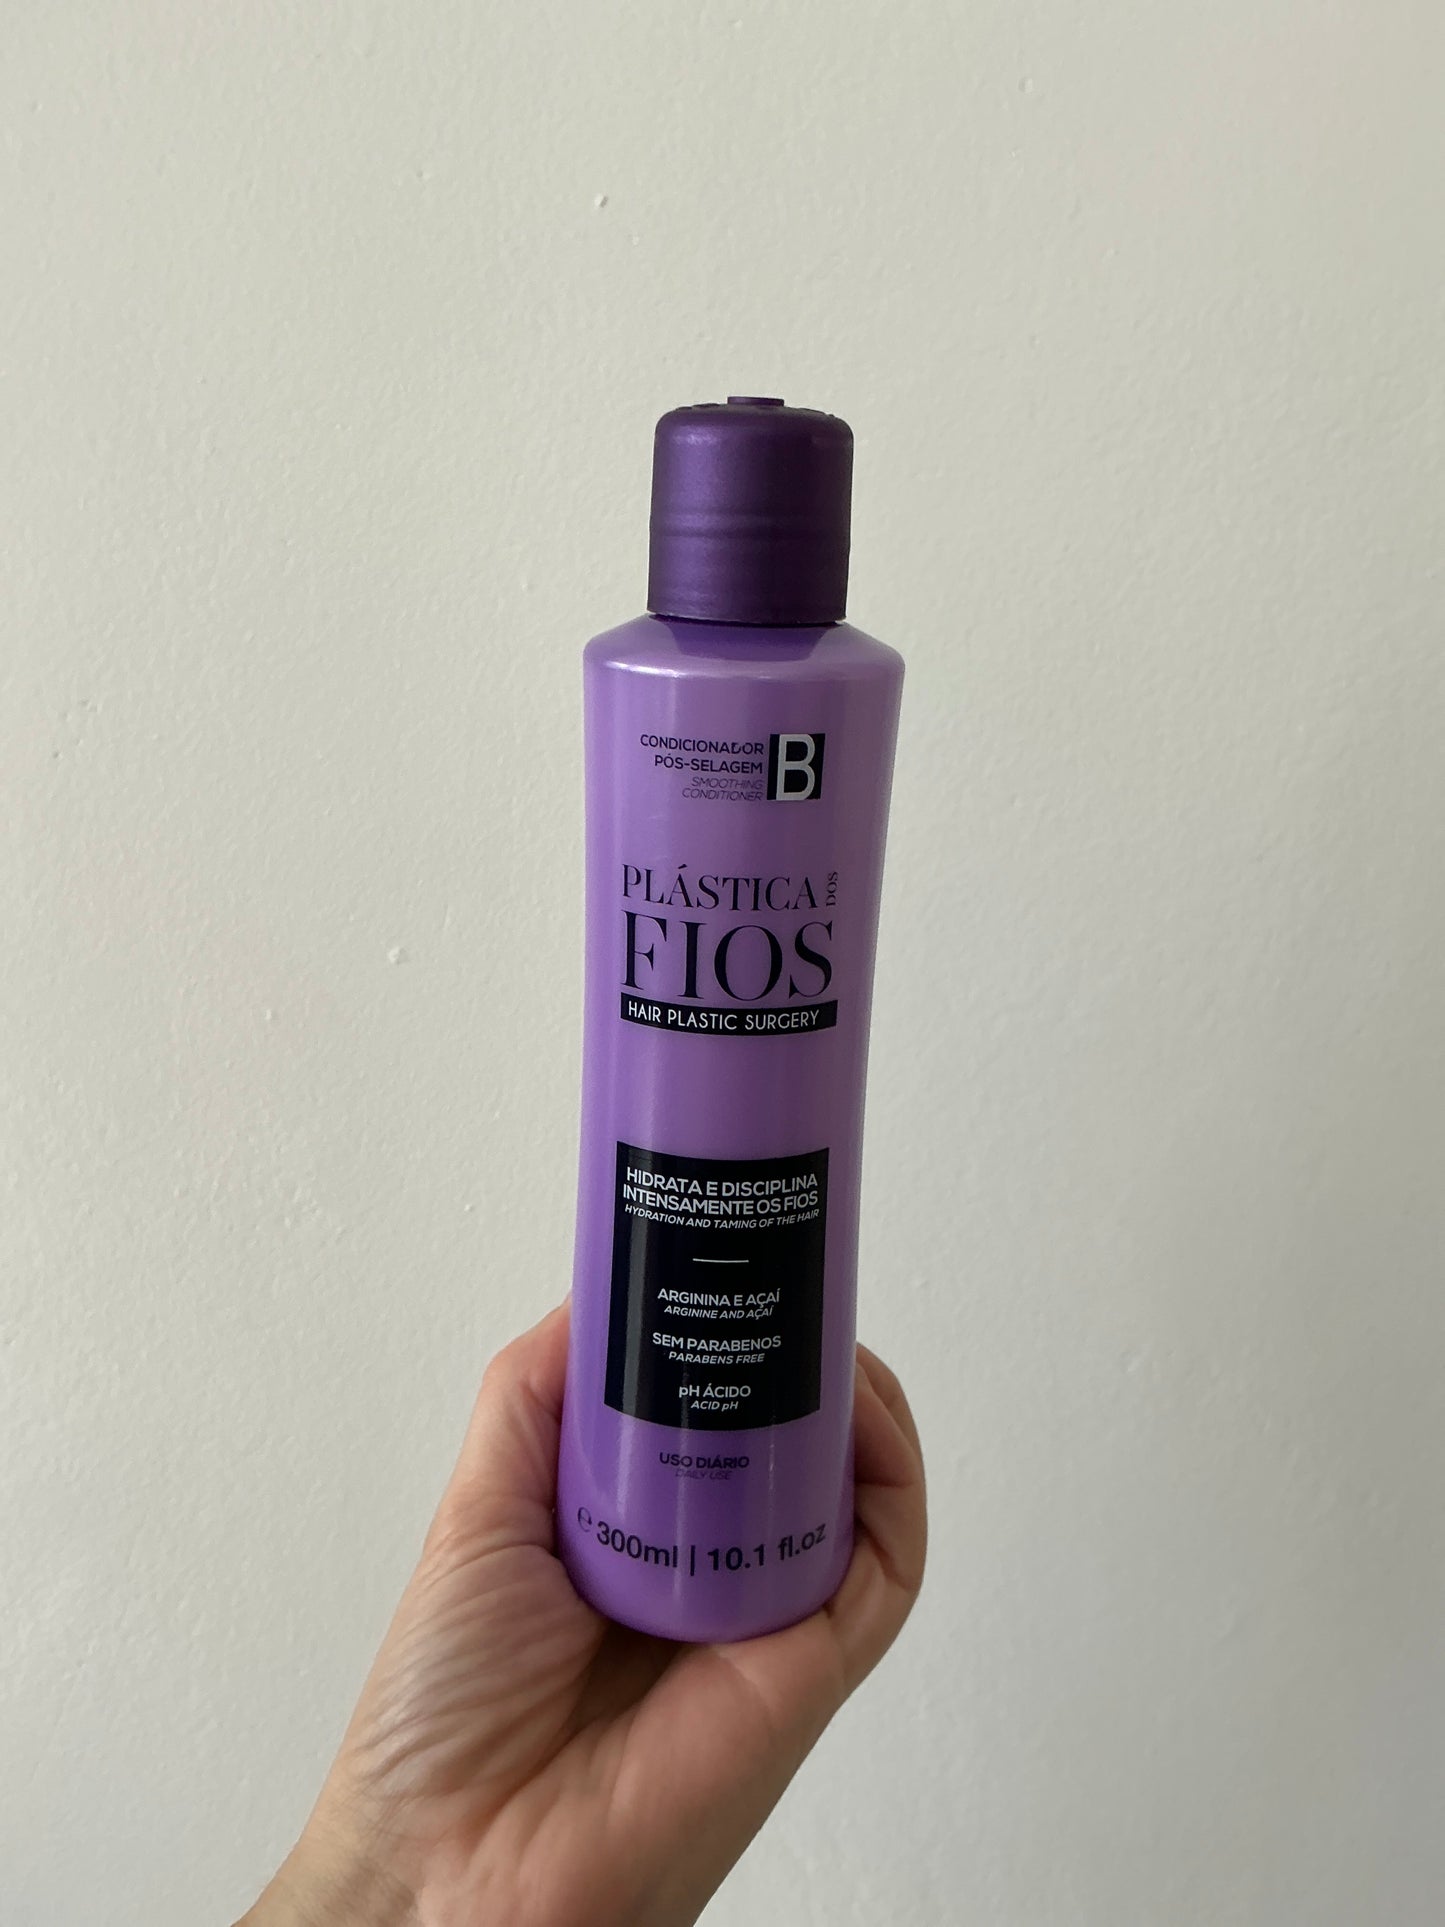 CONDICIONADOR
PÓS-SELAGEM
SMOOTHING
CONDITIONER
B
PLÁSTICA DOS
FIOS
HAIR PLASTIC SURGERY
HIDRATA E DISCIPLINA
INTENSAMENTE OS FIOS
HYDRATION AND TAMING OF THE HAIR
ARGININA E AÇAÍ
ARGININE AND AÇAÍ
SEM PARABENOS
PARABENS FREE
pH ÁCIDO
ACID pH
USO DIÁRIO
DAILY USE
℮ 300ml | 10.1 fl.oz